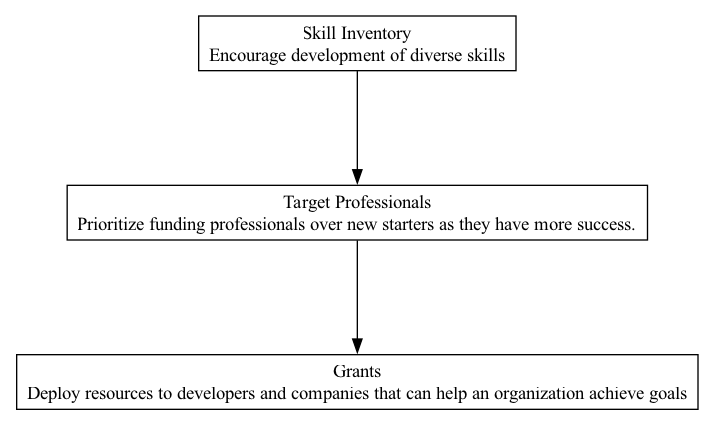 Skill Inventory
Encourage development of diverse skills
Target Professionals
Prioritize funding professionals over new starters as they have more success.
Grants
Deploy resources to developers and companies that can help an organization achieve goals